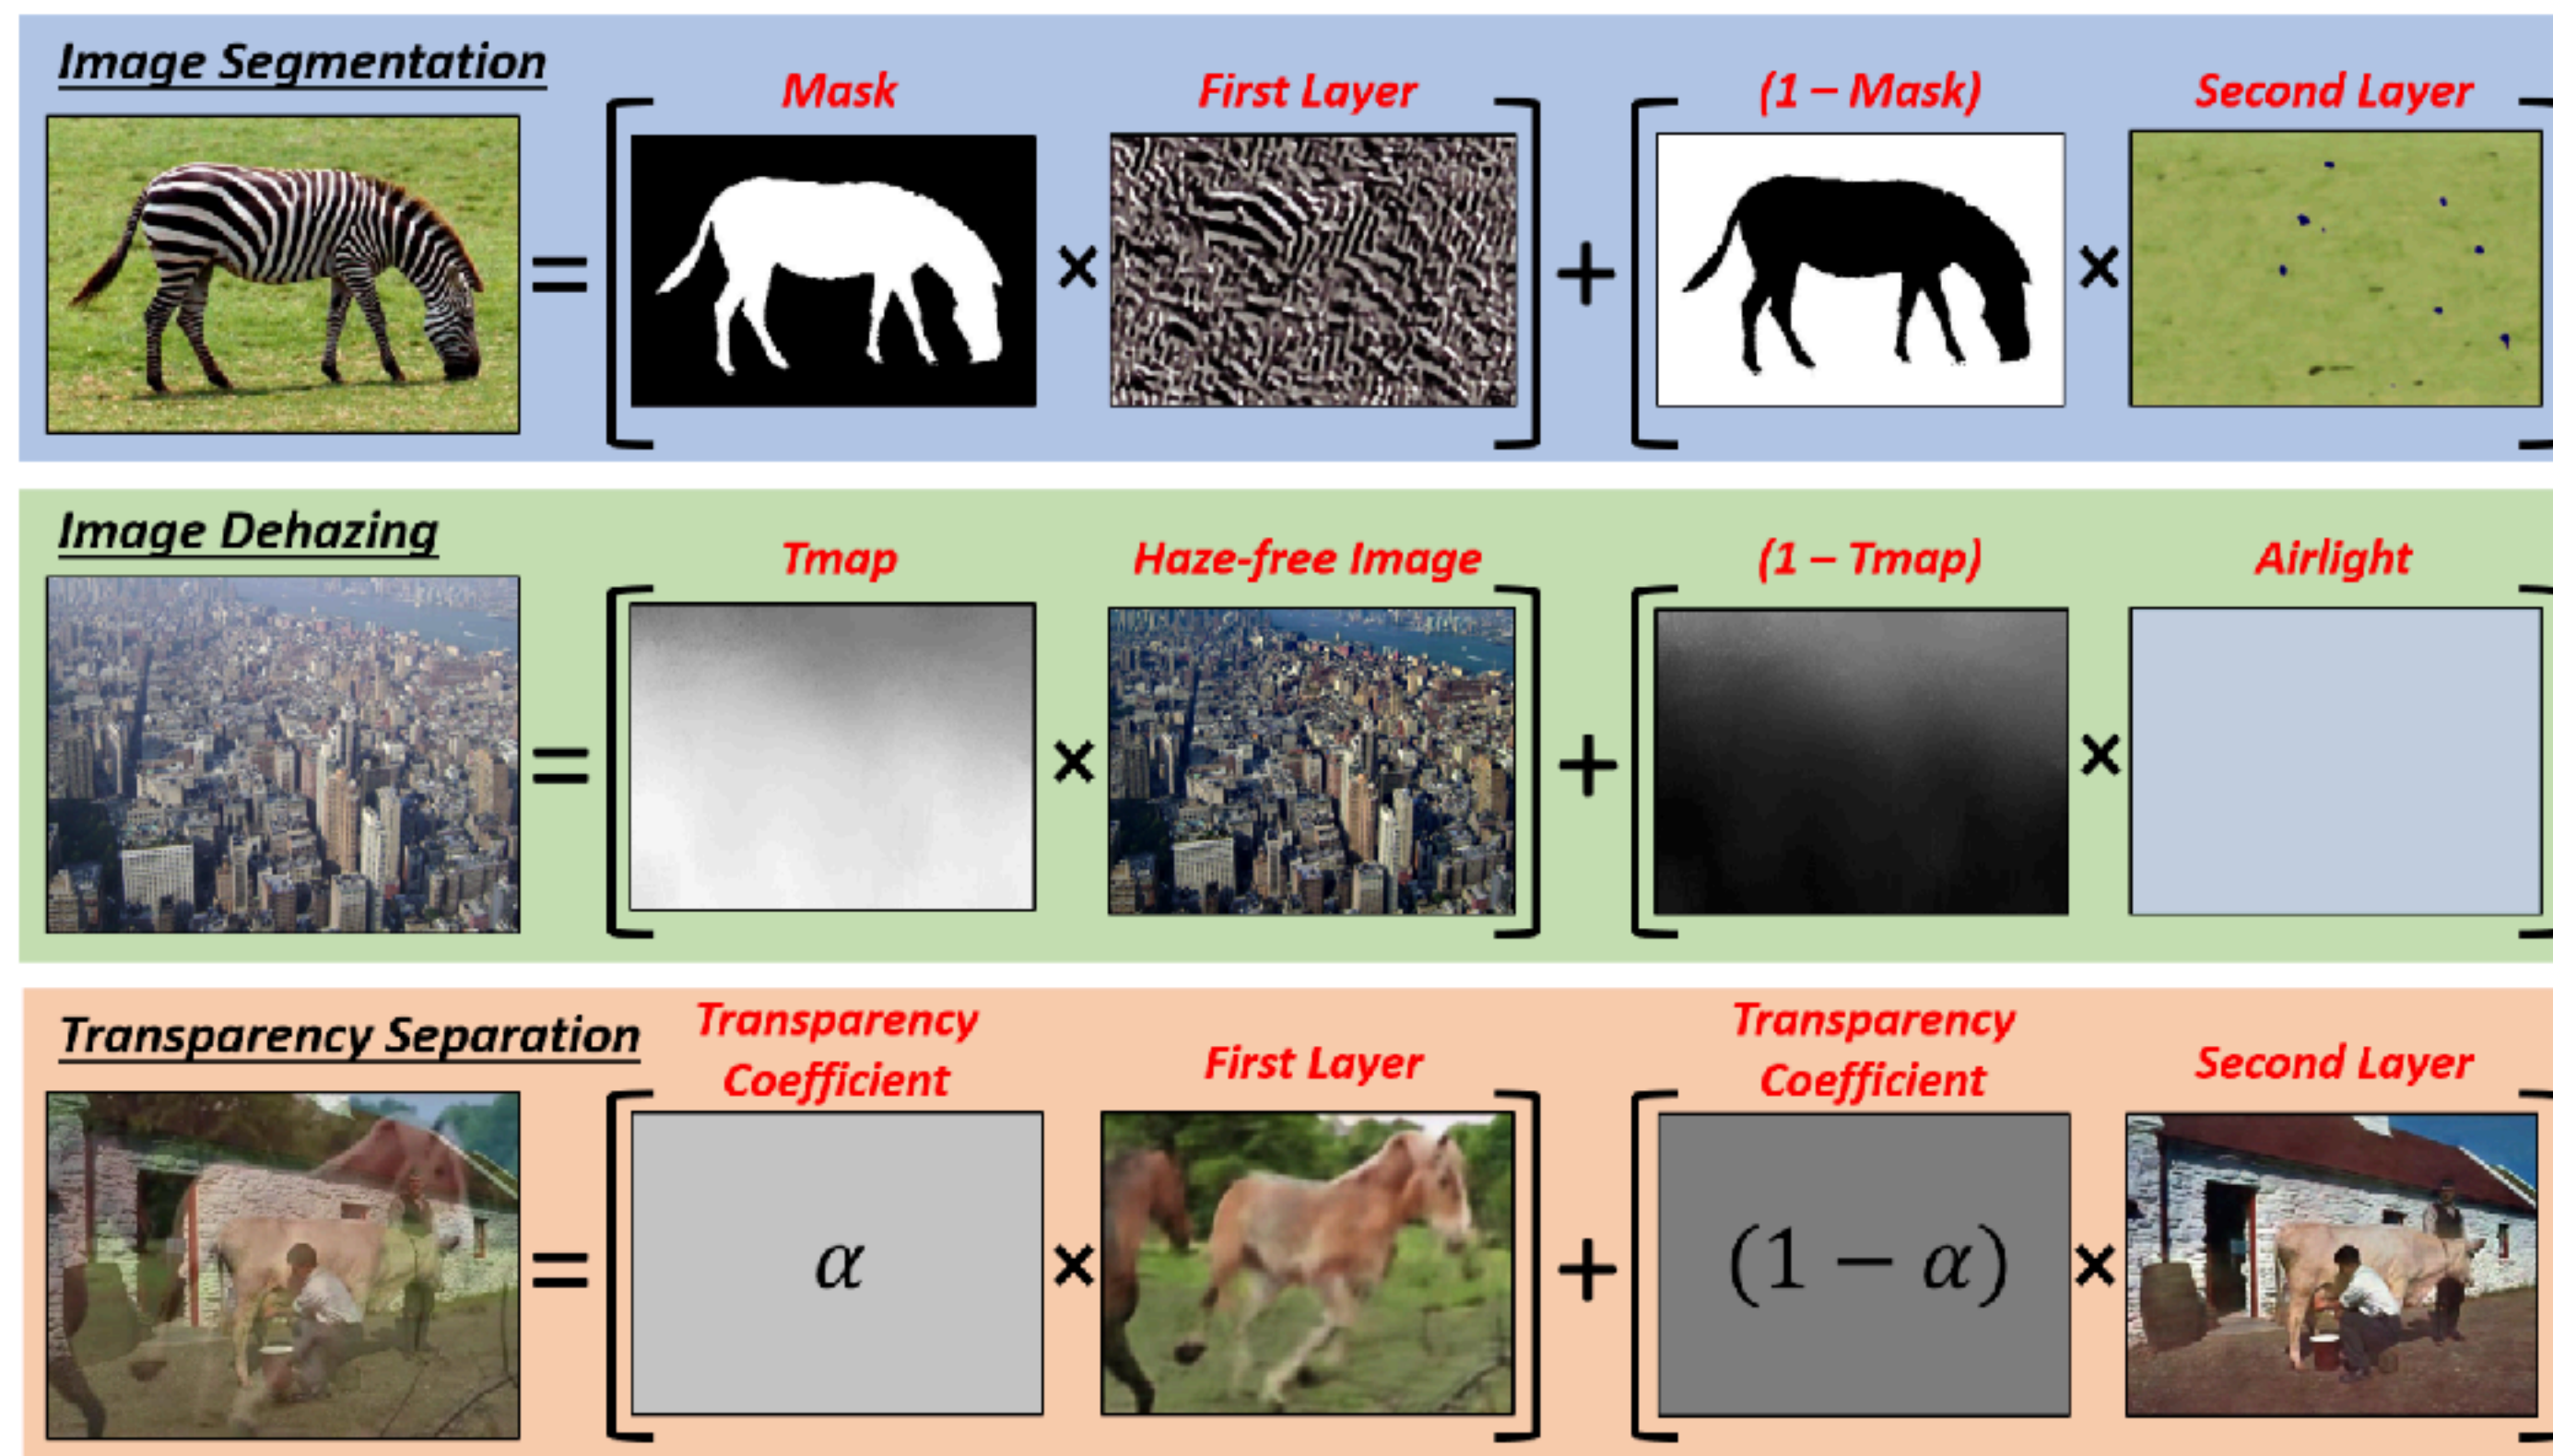 Image Segmentation
Mask
First Layer
(1 – Mask)
Second Layer
=
×
+
×
Image Dehazing
Tmap
Haze-free Image
(1 – Tmap)
Airlight
=
×
+
×
Transparency Separation
Transparency
Coefficient
First Layer
Transparency
Coefficient
Second Layer
=
α
×
+
(1 − α)
×